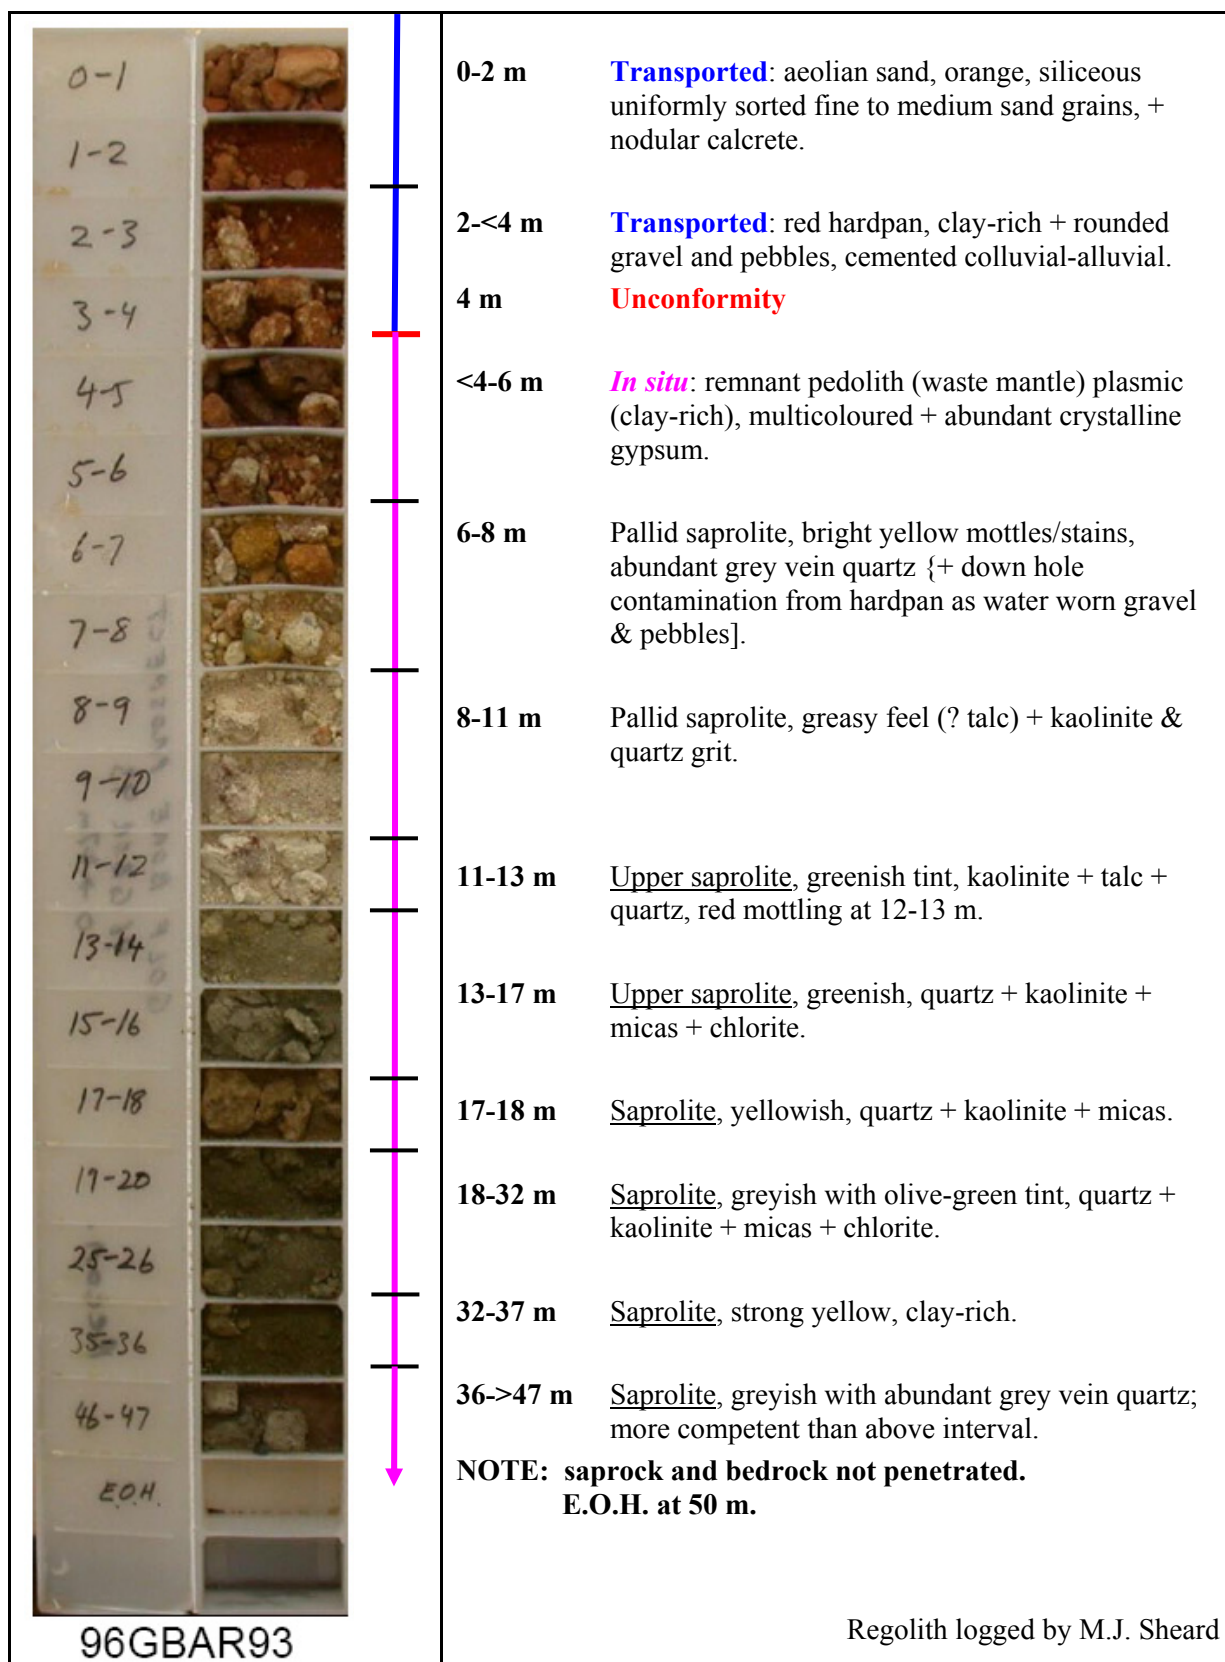 0-1
1-2
2-3
3-4
4-5
5-6
6-7
7-8
8-9
9-10
11-12
13-14
15-16
17-18
19-20
25-26
35-36
46-47
E.O.H.
96GBAR93
0-2 m Transported: aeolian sand, orange, siliceous
uniformly sorted fine to medium sand grains, +
nodular calcrete.
2-<4 m Transported: red hardpan, clay-rich + rounded
gravel and pebbles, cemented colluvial-alluvial.
4 m Unconformity
<4-6 m In situ: remnant pedolith (waste mantle) plasmic
(clay-rich), multicoloured + abundant crystalline
gypsum.
6-8 m Pallid saprolite, bright yellow mottles/stains,
abundant grey vein quartz {+ down hole
contamination from hardpan as water worn gravel
& pebbles].
8-11 m Pallid saprolite, greasy feel (? talc) + kaolinite &
quartz grit.
11-13 m Upper saprolite, greenish tint, kaolinite + talc +
quartz, red mottling at 12-13 m.
13-17 m Upper saprolite, greenish, quartz + kaolinite +
micas + chlorite.
17-18 m Saprolite, yellowish, quartz + kaolinite + micas.
18-32 m Saprolite, greyish with olive-green tint, quartz +
kaolinite + micas + chlorite.
32-37 m Saprolite, strong yellow, clay-rich.
36->47 m Saprolite, greyish with abundant grey vein quartz;
more competent than above interval.
NOTE: saprock and bedrock not penetrated.
E.O.H. at 50 m.
Regolith logged by M.J. Sheard